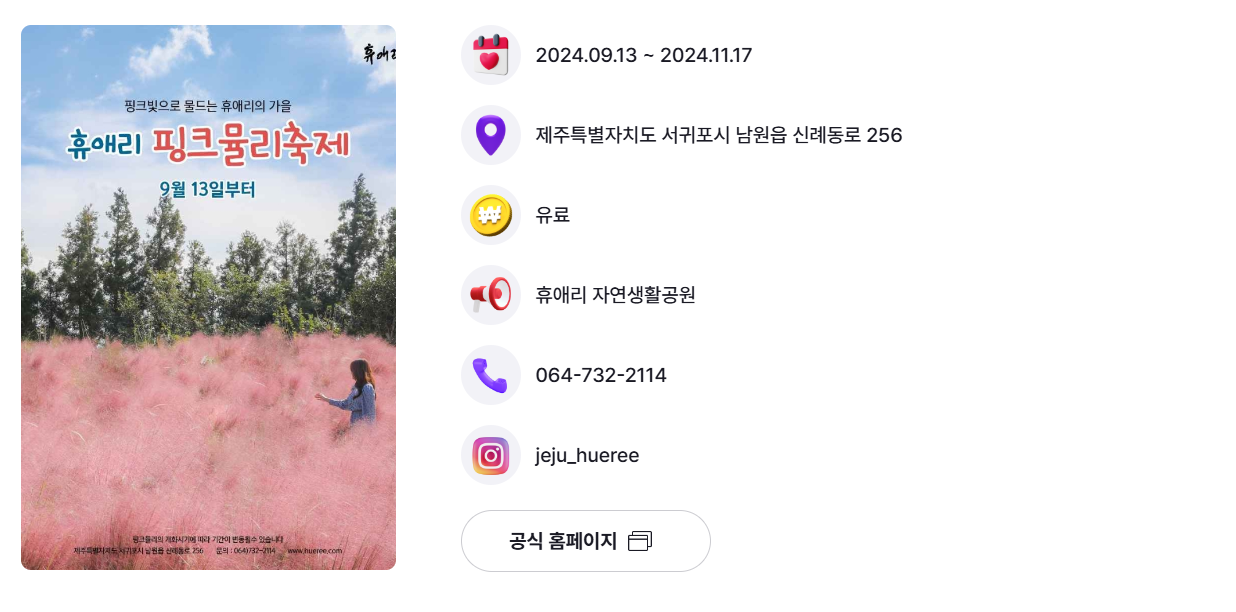 핑크빛으로 물드는 휴애리의 가을
휴애리 핑크뮬리축제
9월 13일부터
핑크뮬리의 개화시기에 따라 기간이 변동될수 있습니다
제주특별자치도 서귀포시 남원읍 신례동로 256 문의 : 064)732-2114 www.hueree.com
2024.09.13 ~ 2024.11.17
제주특별자치도 서귀포시 남원읍 신례동로 256
유료
휴애리 자연생활공원
064-732-2114
jeju_hueree
공식 홈페이지